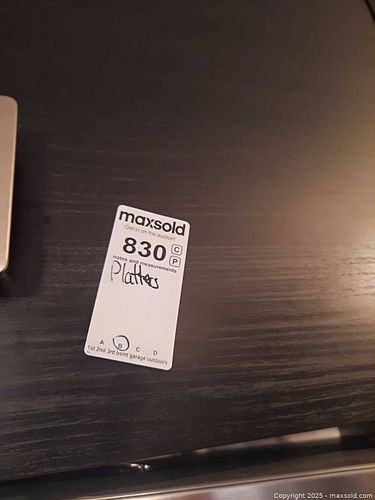 maxsold
Get in on the auction!
830 C
P
notes and measurements
Platters
A B C D
1st 2nd 3rd bsmt garage outdoors
Copyright 2025 - maxsold.com